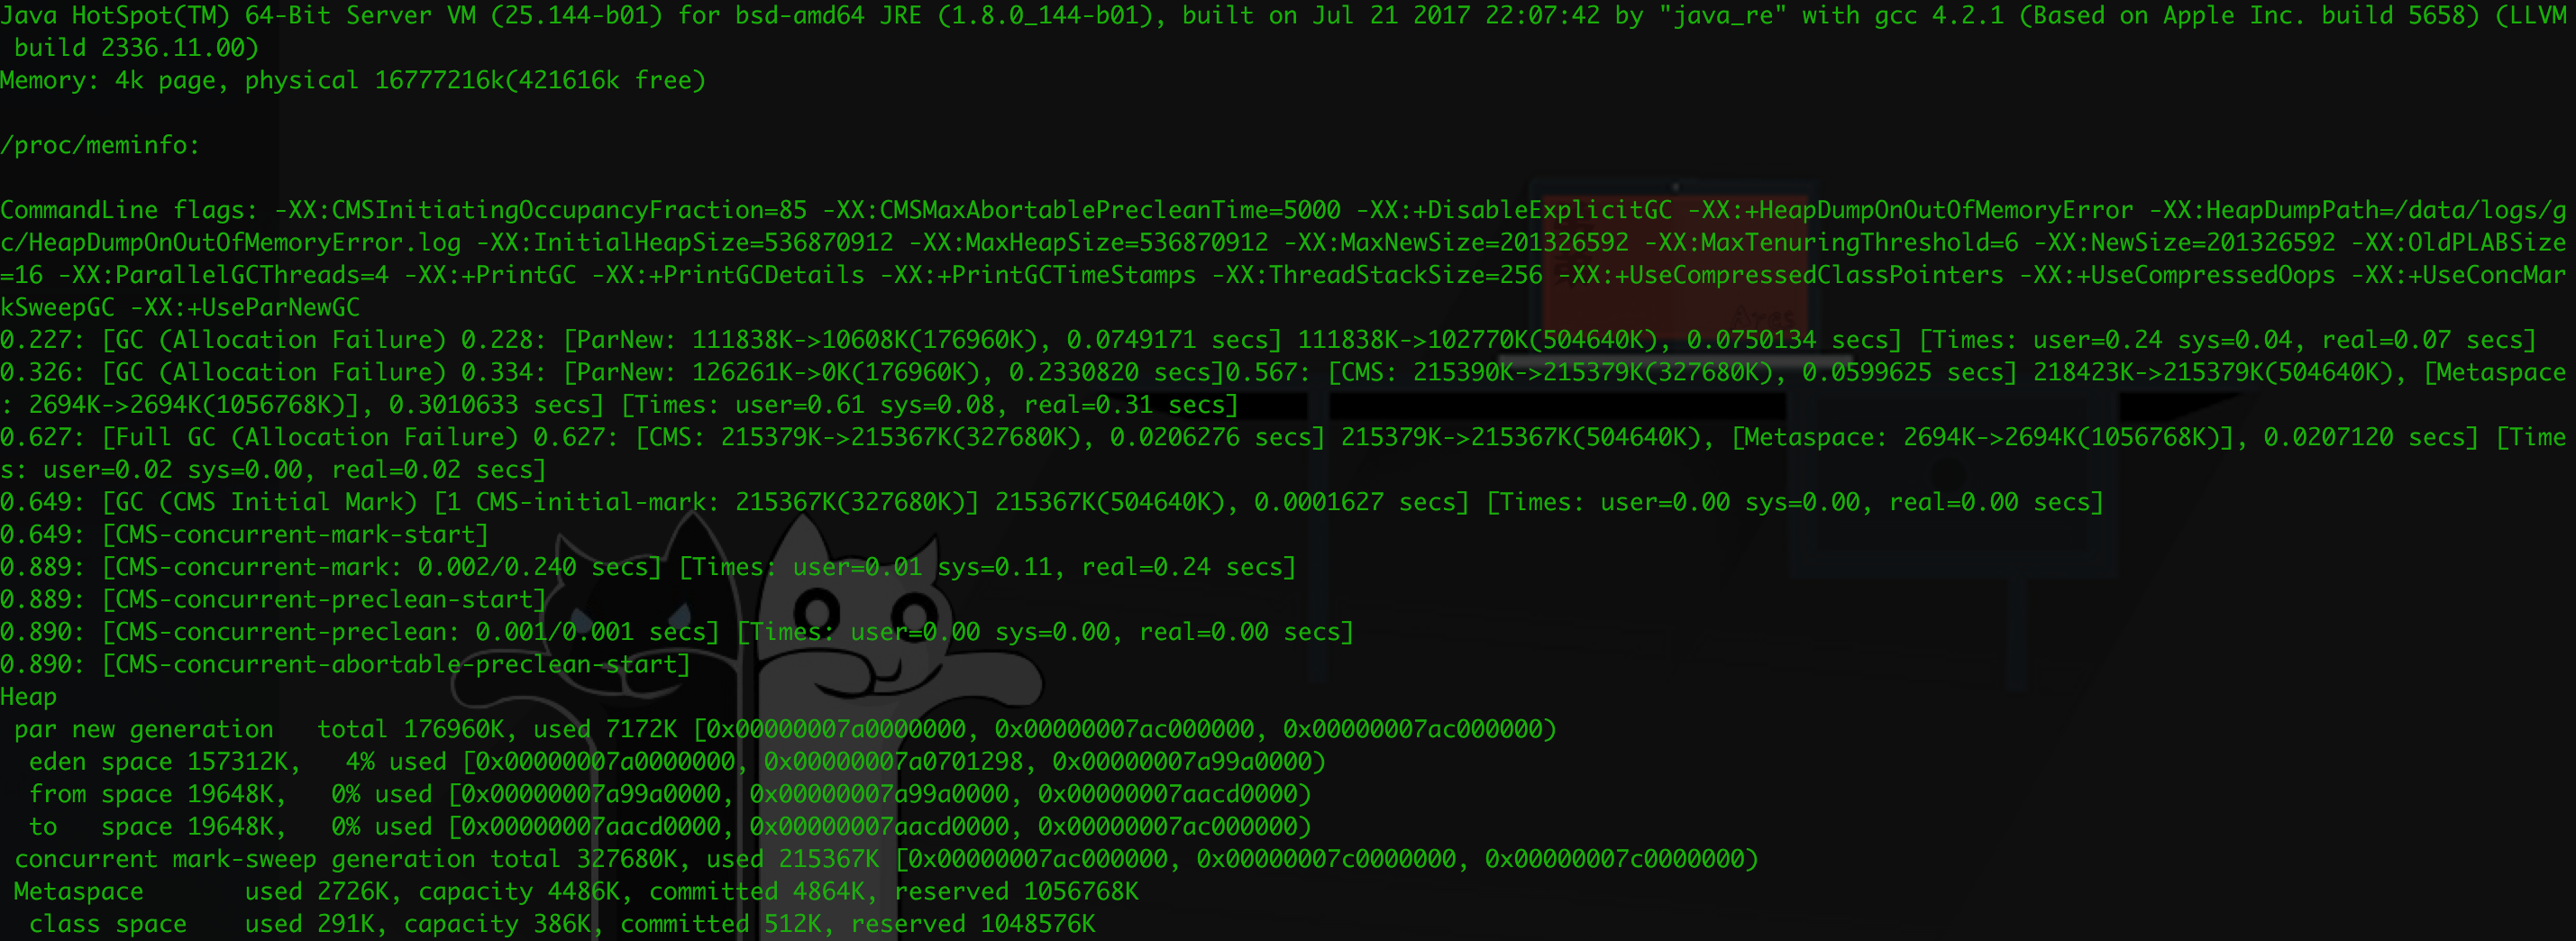 Java HotSpot(TM) 64-Bit Server VM (25.144-b01) for bsd-amd64 JRE (1.8.0_144-b01), built on Jul 21 2017 22:07:42 by "java_re" with gcc 4.2.1 (Based on Apple Inc. build 5658) (LLVM
 build 2336.11.00)
Memory: 4k page, physical 16777216k(421616k free)

/proc/meminfo:

CommandLine flags: -XX:CMSInitiatingOccupancyFraction=85 -XX:CMSMaxAbortablePrecleanTime=5000 -XX:+DisableExplicitGC -XX:+HeapDumpOnOutOfMemoryError -XX:HeapDumpPath=/data/logs/g
c/HeapDumpOnOutOfMemoryError.log -XX:InitialHeapSize=536870912 -XX:MaxHeapSize=536870912 -XX:MaxNewSize=201326592 -XX:MaxTenuringThreshold=6 -XX:NewSize=201326592 -XX:OldPLABSize
=16 -XX:ParallelGCThreads=4 -XX:+PrintGC -XX:+PrintGCDetails -XX:+PrintGCTimeStamps -XX:ThreadStackSize=256 -XX:+UseCompressedClassPointers -XX:+UseCompressedOops -XX:+UseConcMar
kSweepGC -XX:+UseParNewGC
0.227: [GC (Allocation Failure) 0.228: [ParNew: 111838K->10608K(176960K), 0.0749171 secs] 111838K->102770K(504640K), 0.0750134 secs] [Times: user=0.24 sys=0.04, real=0.07 secs]
0.326: [GC (Allocation Failure) 0.334: [ParNew: 126261K->0K(176960K), 0.2330820 secs]0.567: [CMS: 215390K->215379K(327680K), 0.0599625 secs] 218423K->215379K(504640K), [Metaspace
: 2694K->2694K(1056768K)], 0.3010633 secs] [Times: user=0.61 sys=0.08, real=0.31 secs]
0.627: [Full GC (Allocation Failure) 0.627: [CMS: 215379K->215367K(327680K), 0.0206276 secs] 215379K->215367K(504640K), [Metaspace: 2694K->2694K(1056768K)], 0.0207120 secs] [Time
s: user=0.02 sys=0.00, real=0.02 secs]
0.649: [GC (CMS Initial Mark) [1 CMS-initial-mark: 215367K(327680K)] 215367K(504640K), 0.0001627 secs] [Times: user=0.00 sys=0.00, real=0.00 secs]
0.649: [CMS-concurrent-mark-start]
0.889: [CMS-concurrent-mark: 0.002/0.240 secs] [Times: user=0.01 sys=0.11, real=0.24 secs]
0.889: [CMS-concurrent-preclean-start]
0.890: [CMS-concurrent-preclean: 0.001/0.001 secs] [Times: user=0.00 sys=0.00, real=0.00 secs]
0.890: [CMS-concurrent-abortable-preclean-start]
Heap
 par new generation   total 176960K, used 7172K [0x00000007a0000000, 0x00000007ac000000, 0x00000007ac000000)
  eden space 157312K,   4% used [0x00000007a0000000, 0x00000007a0701298, 0x00000007a99a0000)
  from space 19648K,   0% used [0x00000007a99a0000, 0x00000007a99a0000, 0x00000007aacd0000)
  to   space 19648K,   0% used [0x00000007aacd0000, 0x00000007aacd0000, 0x00000007ac000000)
 concurrent mark-sweep generation total 327680K, used 215367K [0x00000007ac000000, 0x00000007c0000000, 0x00000007c0000000)
 Metaspace       used 2726K, capacity 4486K, committed 4864K, reserved 1056768K
  class space    used 291K, capacity 386K, committed 512K, reserved 1048576K